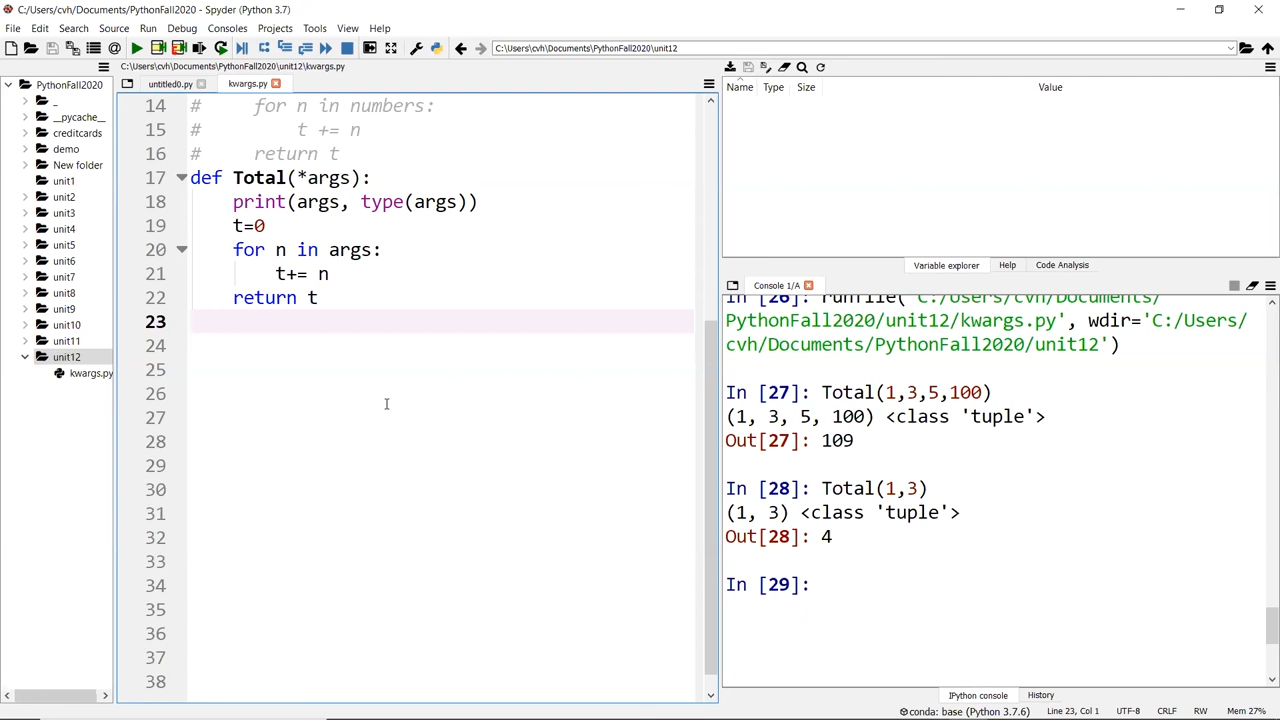 C:/Users/cvh/Documents/PythonFall2020 - Spyder (Python 3.7)
File Edit Search Source Run Debug Consoles Projects Tools View Help
C:\Users\cvh\Documents\PythonFall2020\unit12
C:\Users\cvh\Documents\PythonFall2020\unit12\kwargs.py
PythonFall2020
_
__pycache__
creditcards
demo
New folder
unit1
unit2
unit3
unit4
unit5
unit6
unit7
unit8
unit9
unit10
unit11
unit12
kwargs.py
untitled0.py kwargs.py
14 #     for n in numbers:
15 #         t += n
16 #     return t
17 def Total(*args):
18     print(args, type(args))
19     t=0
20     for n in args:
21         t+= n
22     return t
23
24
25
26
27
28
29
30
31
32
33
34
35
36
37
38
Name Type Size Value
Variable explorer Help Code Analysis
Console 1/A
In [26]: runfile('C:/Users/cvh/Documents/
PythonFall2020/unit12/kwargs.py', wdir='C:/Users/
cvh/Documents/PythonFall2020/unit12')
In [27]: Total(1,3,5,100)
(1, 3, 5, 100) <class 'tuple'>
Out[27]: 109
In [28]: Total(1,3)
(1, 3) <class 'tuple'>
Out[28]: 4
In [29]:
IPython console History
conda: base (Python 3.7.6) Line 23, Col 1 UTF-8 CRLF RW Mem 27%